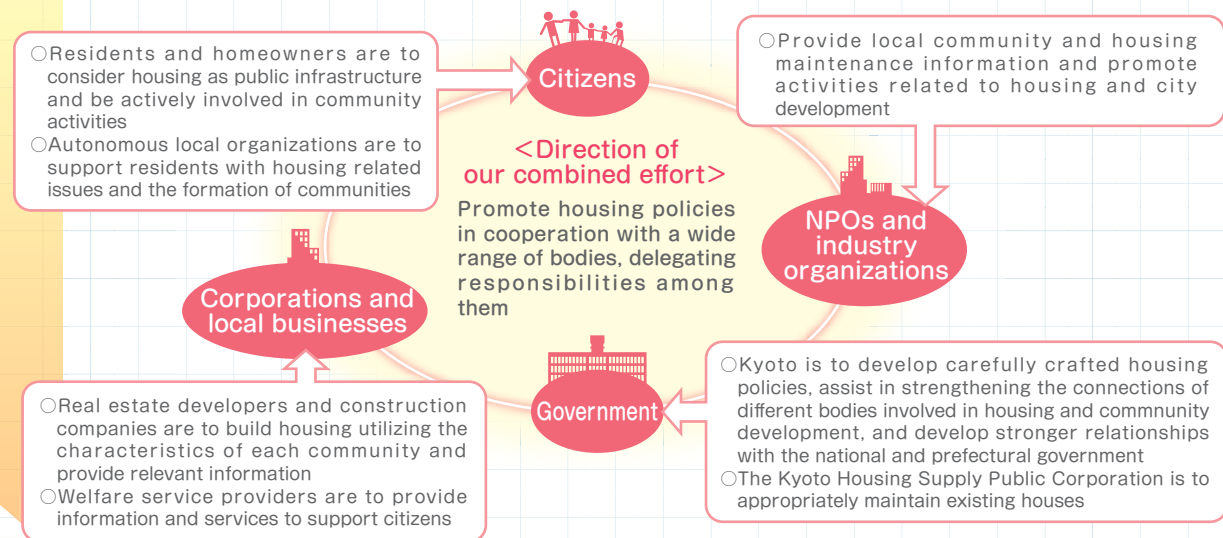 ○Residents and homeowners are to
consider housing as public infrastructure
and be actively involved in community
activities
○Autonomous local organizations are to
support residents with housing related
issues and the formation of communities
Citizens
○Provide local community and housing
maintenance information and promote
activities related to housing and city
development
<Direction of
our combined effort>
Promote housing policies
in cooperation with a wide
range of bodies, delegating
responsibilities among
them
NPOs and
industry
organizations
Corporations and
local businesses
Government
○Real estate developers and construction
companies are to build housing utilizing the
characteristics of each community and
provide relevant information
○Welfare service providers are to provide
information and services to support citizens
○Kyoto is to develop carefully crafted housing
policies, assist in strengthening the connections of
different bodies involved in housing and commnunity
development, and develop stronger relationships
with the national and prefectural government
○The Kyoto Housing Supply Public Corporation is to
appropriately maintain existing houses